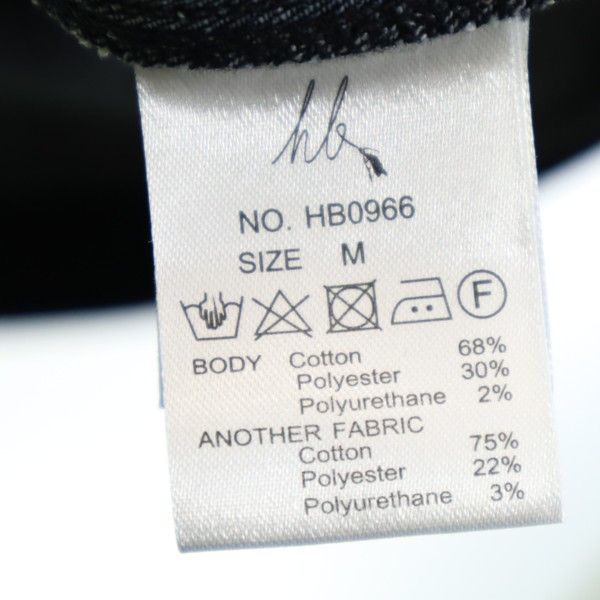 hb
NO. HB0966
SIZE M
F
BODY Cotton 68%
Polyester 30%
Polyurethane 2%
ANOTHER FABRIC
Cotton 75%
Polyester 22%
Polyurethane 3%